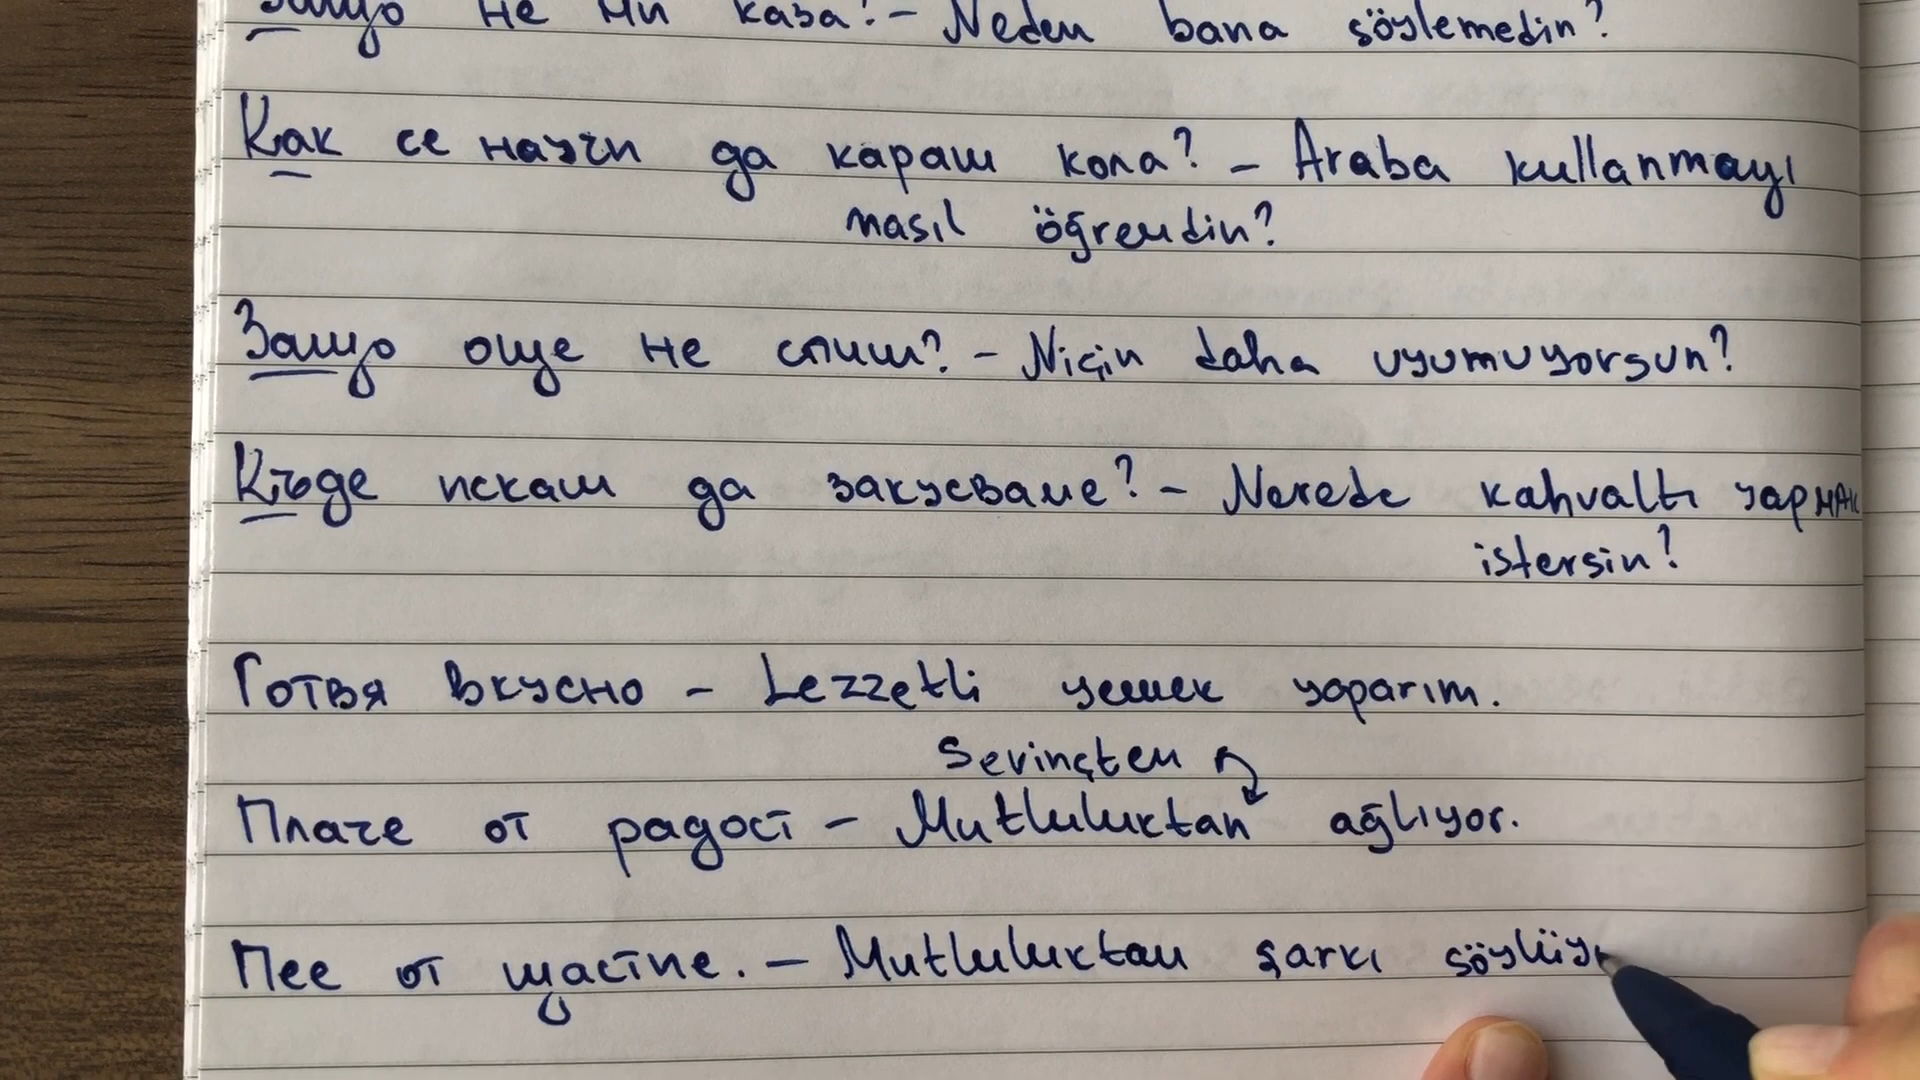 Защо не ми каза? - Neden bana söylemedin?
Как се научи да караш кола? - Araba kullanmayı
nasıl öğrendin?
Защо още не спиш? - Niçin daha uyumuyorsun?
Къде искаш да закусваме? - Nerede kahvaltı yapmak
istersin?
Готвя вкусно - Lezzetli yemek yaparım.
Sevinçten
Плаче от радост - Mutluluktan ağlıyor.
Пее от щастие. - Mutluluktan şarkı söylüy